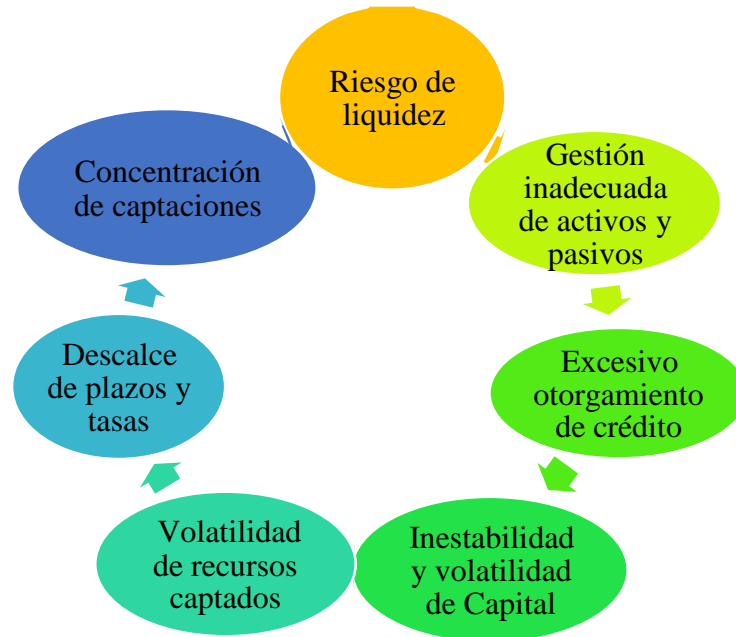 Riesgo de
liquidez
Gestión
inadecuada
de activos y
pasivos
Excesivo
otorgamiento
de crédito
Inestabilidad
y volatilidad
de Capital
Volatilidad
de recursos
captados
Descalce
de plazos y
tasas
Concentración
de captaciones